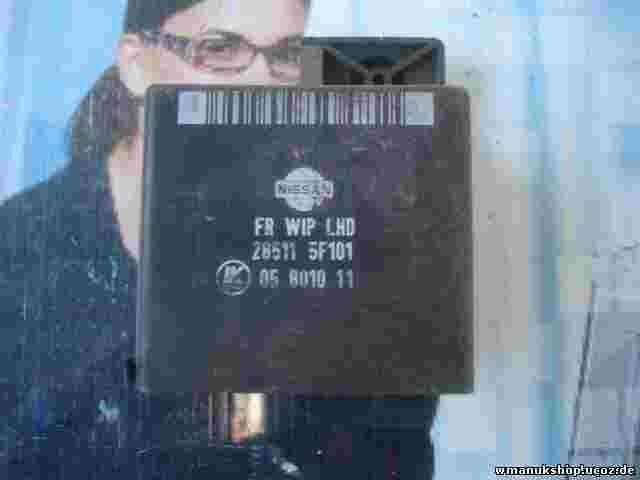 NISSAN
FR WIP LHD
28511 5F101
05 8010 11
wmanukshop.ucoz.de